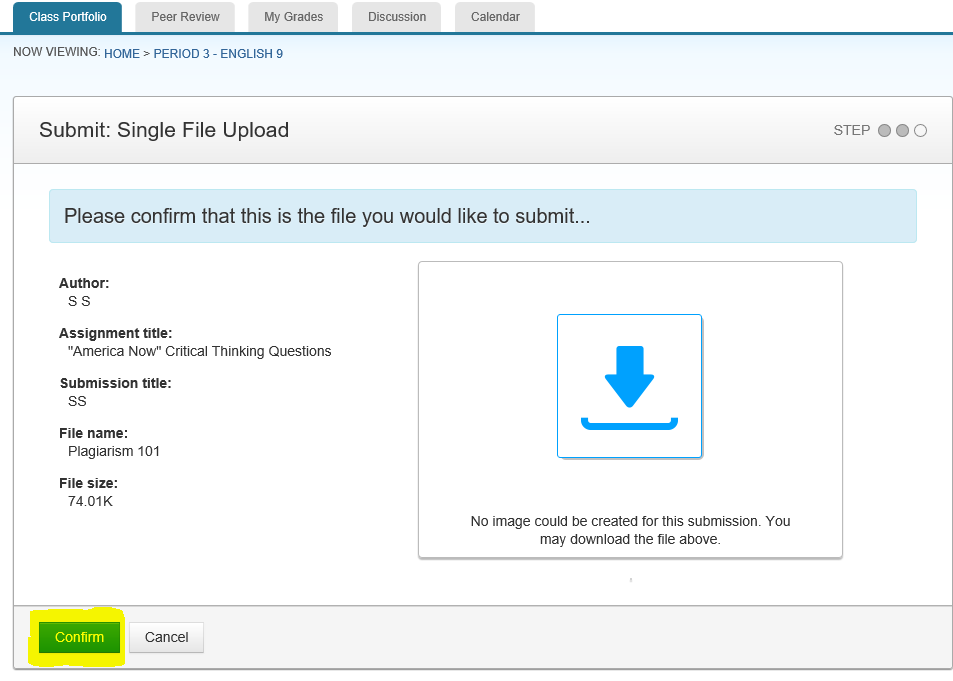 Class Portfolio Peer Review My Grades Discussion Calendar
NOW VIEWING: HOME > PERIOD 3 - ENGLISH 9
Submit: Single File Upload STEP
Please confirm that this is the file you would like to submit...
Author:
S S
Assignment title:
"America Now" Critical Thinking Questions
Submission title:
SS
File name:
Plagiarism 101
File size:
74.01K
No image could be created for this submission. You
may download the file above.
Confirm Cancel